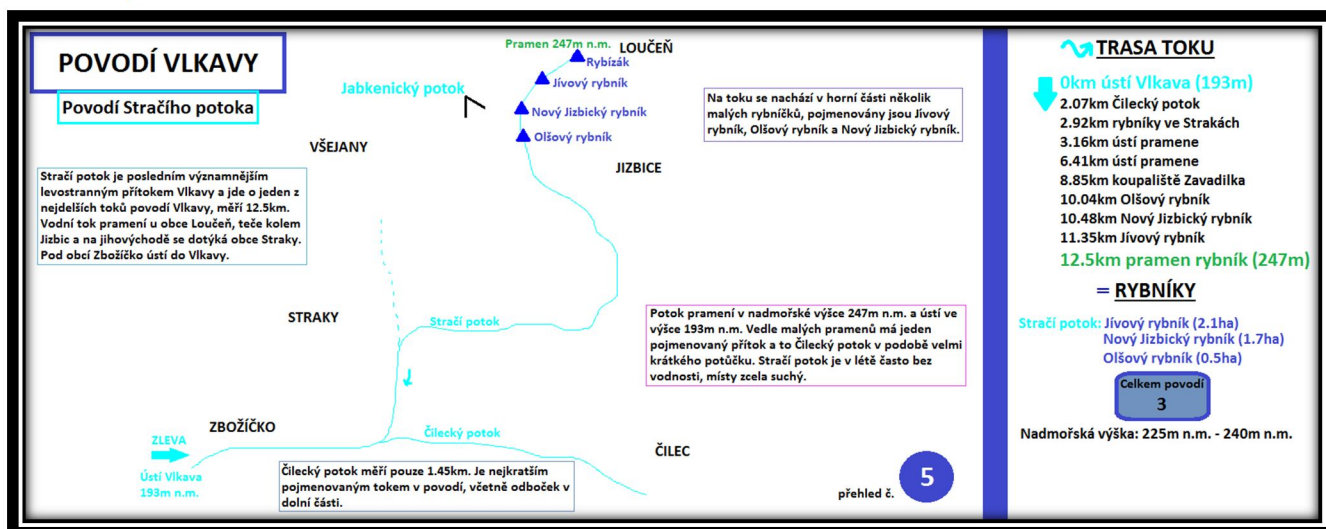 POVODÍ VLKAVY
Povodí Stračího potoka
Pramen 247m n.m.
LOUČEŇ
Rybízák
Jívový rybník
Jabkenický potok
Nový Jizbický rybník
Olšový rybník
VŠEJANY
JIZBICE
Na toku se nachází v horní části několik
malých rybníčků, pojmenovány jsou Jívový
rybník, Olšový rybník a Nový Jizbický rybník.
Stračí potok je posledním významnějším
levostranným přítokem Vlkavy a jde o jeden z
nejdelších toků povodí Vlkavy, měří 12.5km.
Vodní tok pramení u obce Loučeň, teče kolem
Jizbic a na jihovýchodě se dotýká obce Straky.
Pod obcí Zbožíčko ústí do Vlkavy.
STRAKY
Stračí potok
Potok pramení v nadmořské výšce 247m n.m. a ústí ve
výšce 193m n.m. Vedle malých pramenů má jeden
pojmenovaný přítok a to Čilecký potok v podobě velmi
krátkého potůčku. Stračí potok je v létě často bez
vodnosti, místy zcela suchý.
ZBOŽÍČKO
Čilecký potok
ČILEC
ZLEVA
Ústí Vlkava
193m n.m.
Čilecký potok měří pouze 1.45km. Je nejkratším
pojmenovaným tokem v povodí, včetně odboček v
dolní části.
přehled č.
5
TRASA TOKU
0km ústí Vlkava (193m)
2.07km Čilecký potok
2.92km rybníky ve Strakách
3.16km ústí pramene
6.41km ústí pramene
8.85km koupaliště Zavadilka
10.04km Olšový rybník
10.48km Nový Jizbický rybník
11.35km Jívový rybník
12.5km pramen rybník (247m)
= RYBNÍKY
Stračí potok: Jívový rybník (2.1ha)
Nový Jizbický rybník (1.7ha)
Olšový rybník (0.5ha)
Celkem povodí
3
Nadmořská výška: 225m n.m. - 240m n.m.